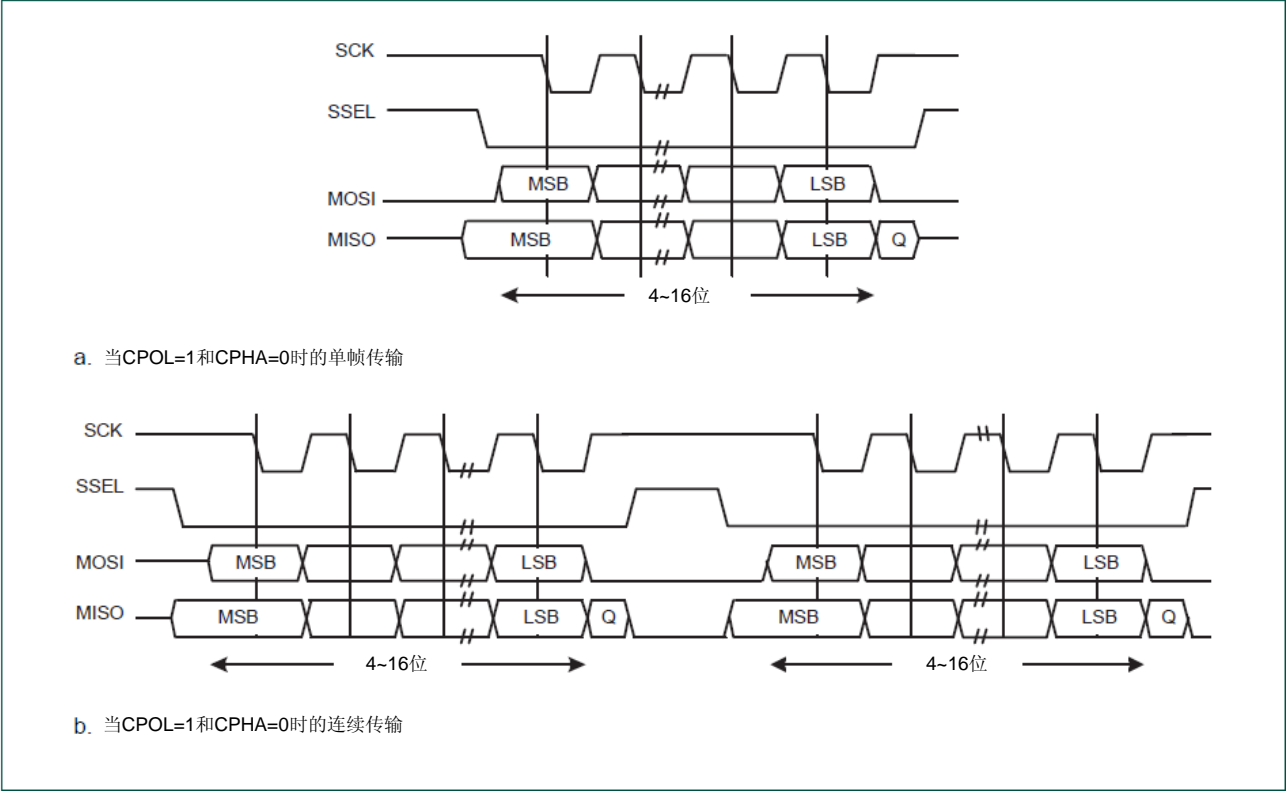 SCK
SSEL
MOSI
MSB
LSB
MISO
MSB
LSB
Q
4~16位
a. 当CPOL=1和CPHA=0时的单帧传输
SCK
SSEL
MOSI
MSB
LSB
MSB
LSB
MISO
MSB
LSB
Q
MSB
LSB
Q
4~16位
4~16位
b. 当CPOL=1和CPHA=0时的连续传输